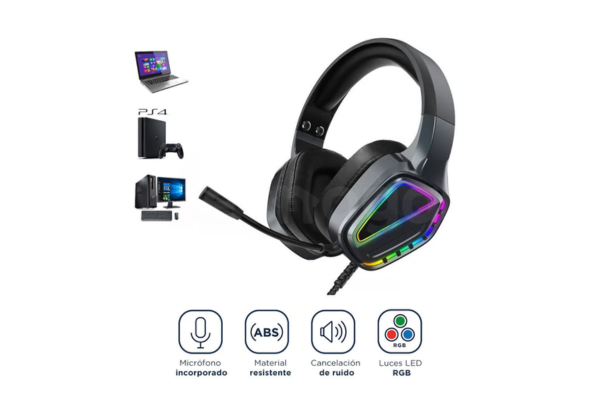 PS4
(ABS)
RGB
Micrófono
incorporado
Material
resistente
Cancelación
de ruido
Luces LED
RGB